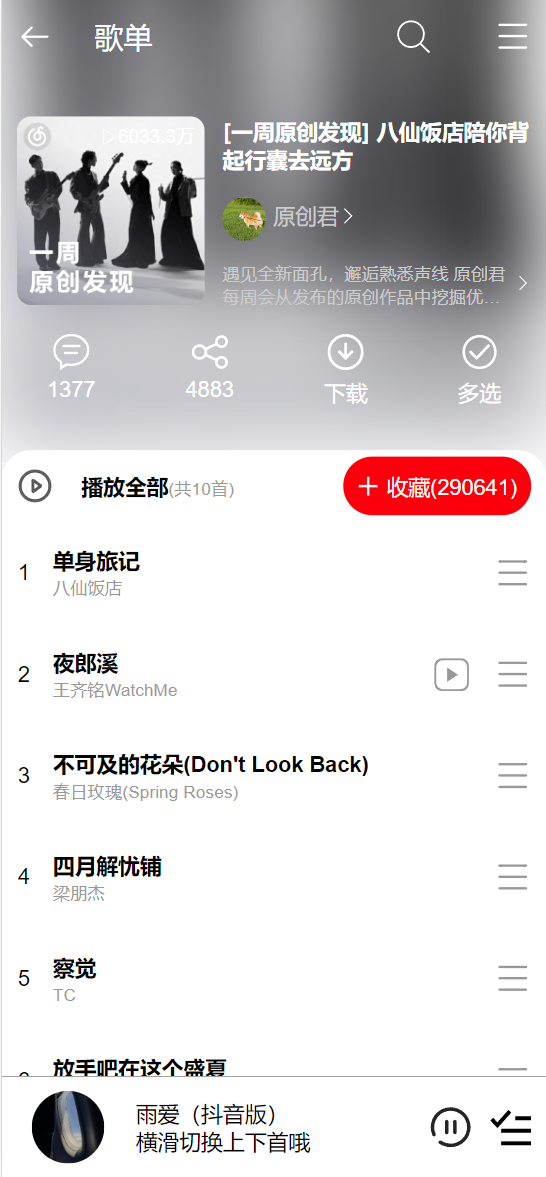 歌单
▷6033.3万
一周
原创发现
[一周原创发现] 八仙饭店陪你背
起行囊去远方
原创君
遇见全新面孔，邂逅熟悉声线 原创君
每周会从发布的原创作品中挖掘优...
1377
4883
下载
多选
播放全部(共10首)
+ 收藏(290641)
1
单身旅记
八仙饭店
2
夜郎溪
王齐铭WatchMe
3
不可及的花朵(Don't Look Back)
春日玫瑰(Spring Roses)
4
四月解忧铺
梁朋杰
5
察觉
TC
放手吧在这个盛夏
雨爱（抖音版）
横滑切换上下首哦